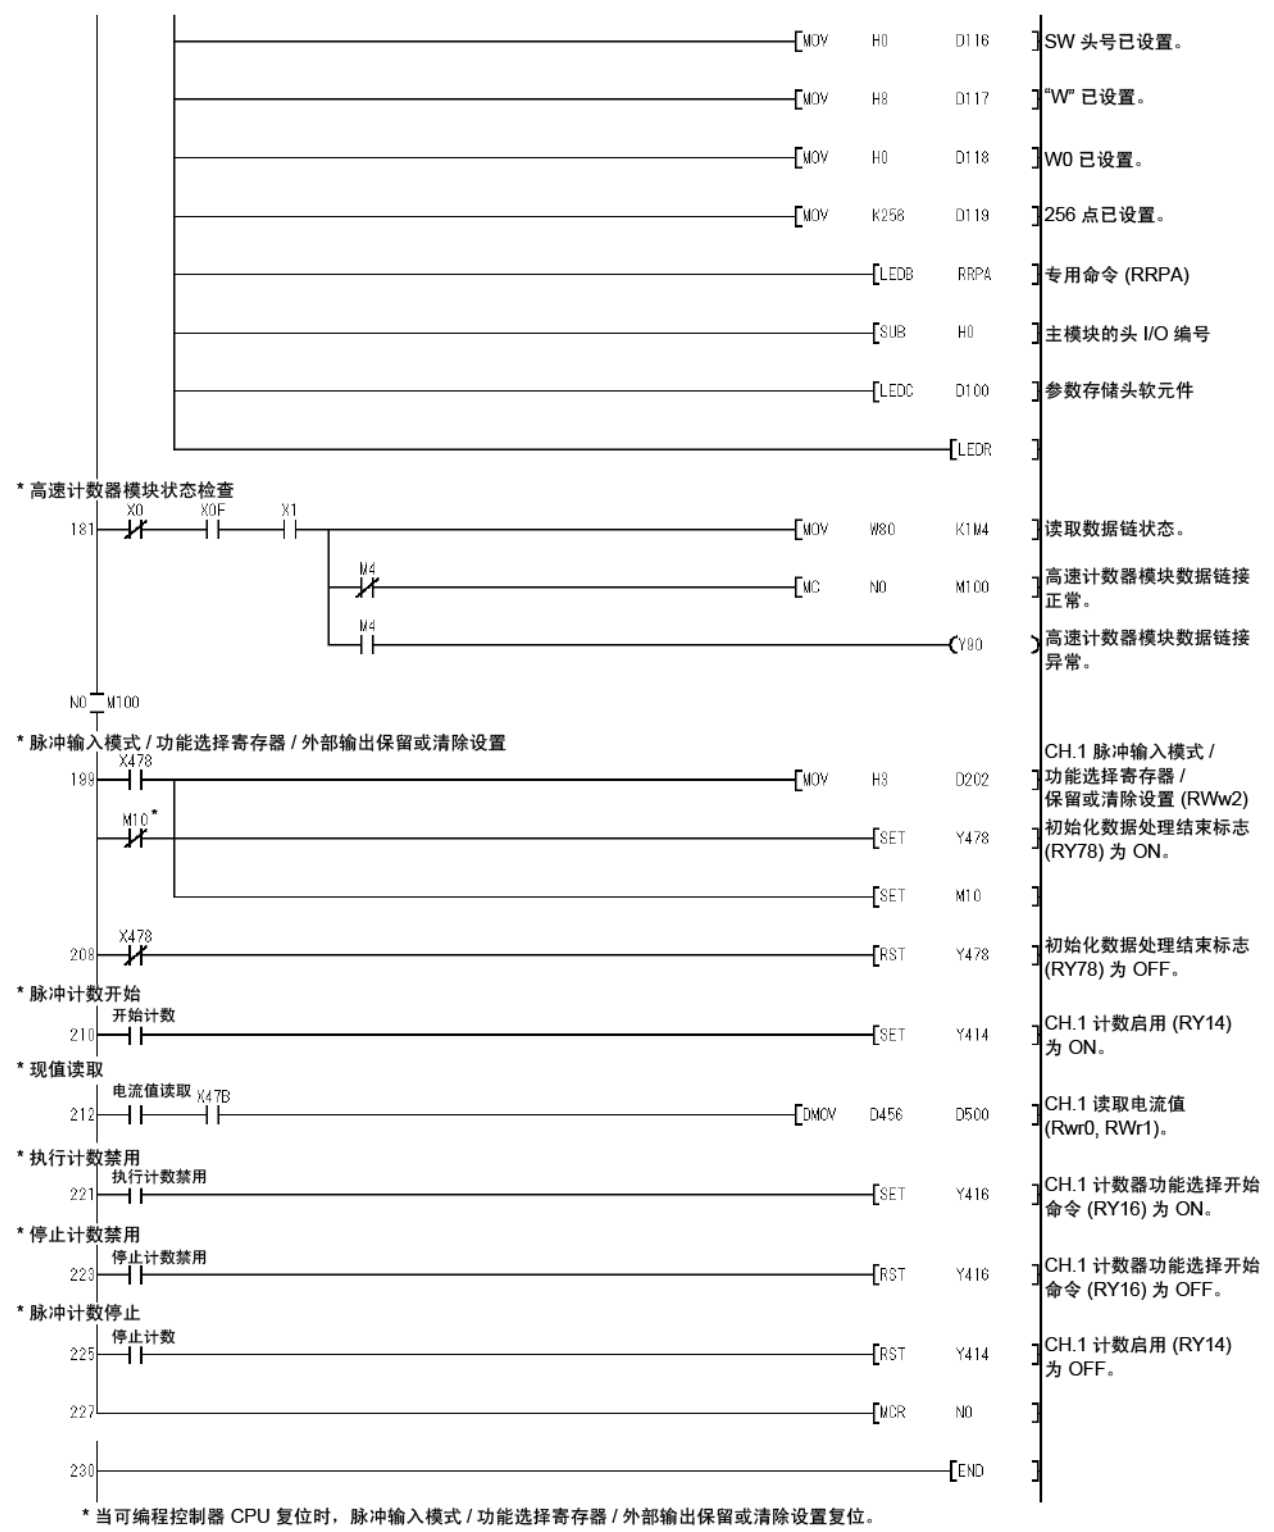 MOV H0 D116 SW 头号已设置。
MOV H8 D117 “W” 已设置。
MOV H0 D118 W0 已设置。
MOV K256 D119 256 点已设置。
LEDB RRPA 专用命令 (RRPA)
SUB H0 主模块的头 I/O 编号
LEDC D100 参数存储头软元件
LEDR
* 高速计数器模块状态检查
X0 X0F X1
181 MOV W80 K1M4 读取数据链状态。
M4
MC N0 M100 高速计数器模块数据链接
正常。
M4
Y90 高速计数器模块数据链接
异常。
N0 M100
* 脉冲输入模式 / 功能选择寄存器 / 外部输出保留或清除设置
X478
199 MOV H3 D202 CH.1 脉冲输入模式 /
功能选择寄存器 /
保留或清除设置 (RWw2)
M10 *
SET Y478 初始化数据处理结束标志
(RY78) 为 ON。
SET M10
X478
208 RST Y478 初始化数据处理结束标志
(RY78) 为 OFF。
* 脉冲计数开始
开始计数
210 SET Y414 CH.1 计数启用 (RY14)
为 ON。
* 现值读取
电流值读取 X47B
212 DMOV D456 D500 CH.1 读取电流值
(Rwr0, RWr1)。
* 执行计数禁用
执行计数禁用
221 SET Y416 CH.1 计数器功能选择开始
命令 (RY16) 为 ON。
* 停止计数禁用
停止计数禁用
223 RST Y416 CH.1 计数器功能选择开始
命令 (RY16) 为 OFF。
* 脉冲计数停止
停止计数
225 RST Y414 CH.1 计数启用 (RY14)
为 OFF。
227 MCR N0
230 END
* 当可编程控制器 CPU 复位时，脉冲输入模式 / 功能选择寄存器 / 外部输出保留或清除设置复位。